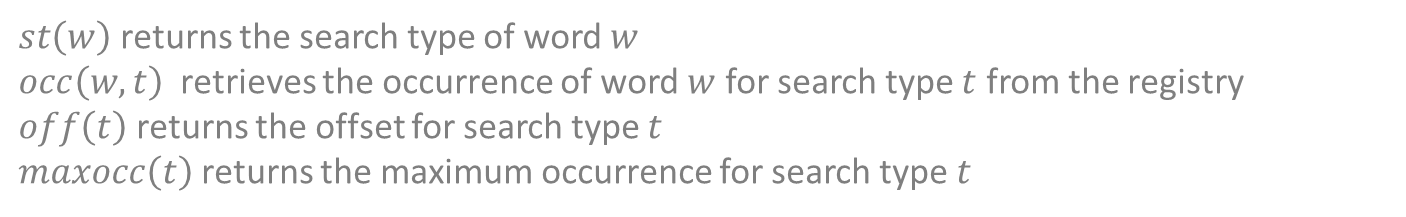 st(w) returns the search type of word w
occ(w, t) retrieves the occurrence of word w for search type t from the registry
off(t) returns the offset for search type t
maxocc(t) returns the maximum occurrence for search type t